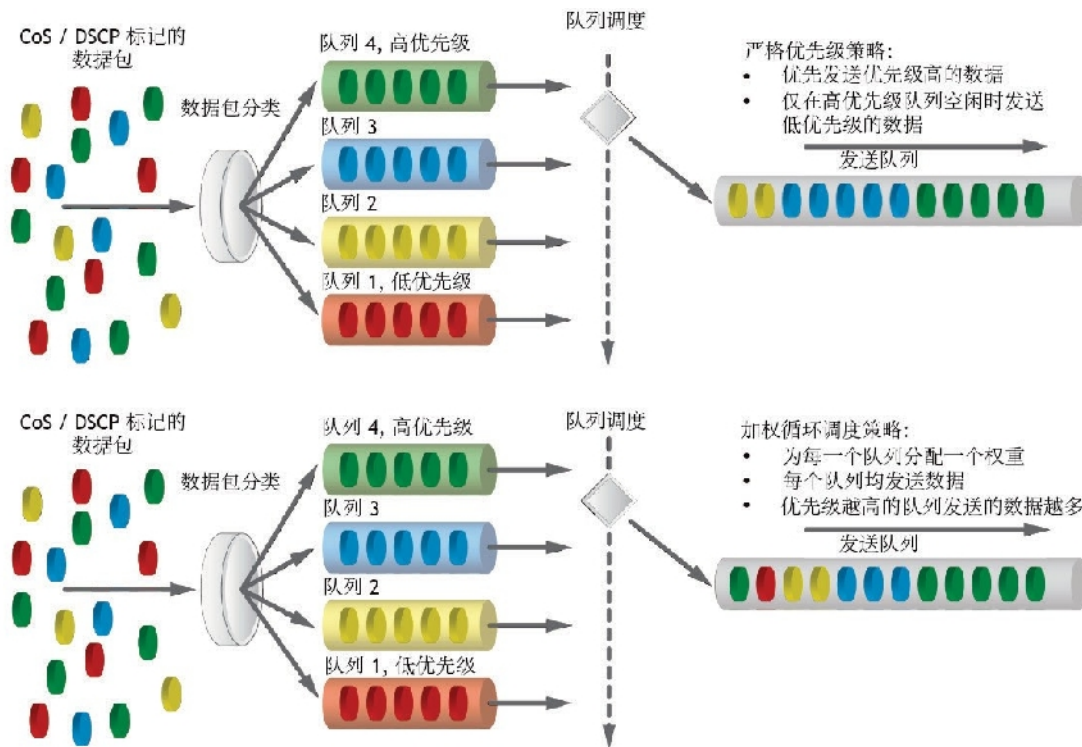 CoS / DSCP 标记的
数据包
数据包分类
队列 4, 高优先级
队列 3
队列 2
队列 1, 低优先级
队列调度
严格优先级策略:
• 优先发送优先级高的数据
• 仅在高优先级队列空闲时发送
低优先级的数据
发送队列
CoS / DSCP 标记的
数据包
数据包分类
队列 4, 高优先级
队列 3
队列 2
队列 1, 低优先级
队列调度
加权循环调度策略:
• 为每一个队列分配一个权重
• 每个队列均发送数据
• 优先级越高的队列发送的数据越多
发送队列